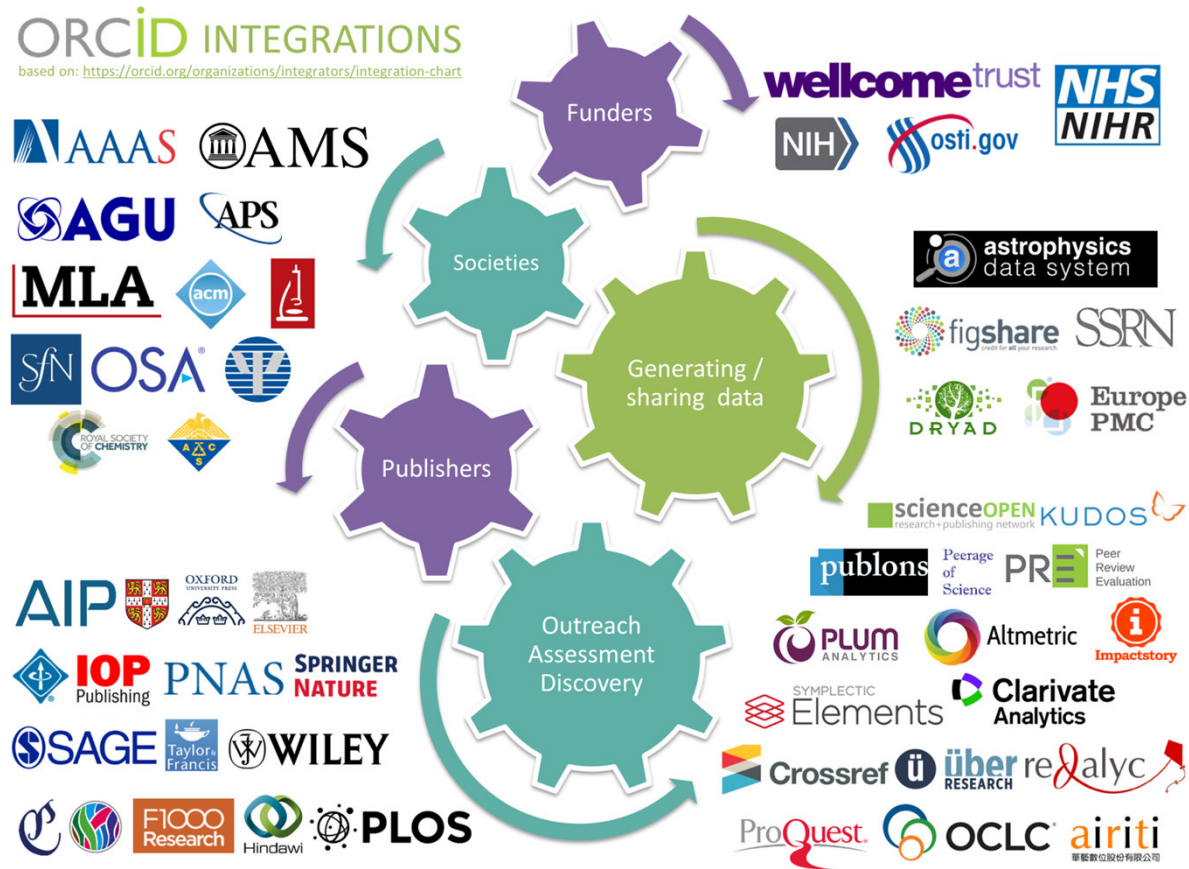 ORCiD INTEGRATIONS
based on: https://orcid.org/organizations/integrators/integration-chart
Funders
wellcometrust
NHS
NIHR
NIH
osti.gov
AAAS
AMS
AGU
APS
Societies
MLA
acm
SfN
OSA®
ROYAL SOCIETY
OF CHEMISTRY
A C
S
astrophysics
data system
figshare
credit for all your research
SSRN
DRYAD
Europe
PMC
Generating /
sharing data
Publishers
scienceOPEN
research+publishing network
KUDOS
publons
Peerage
of
Science
PRE
Peer
Review
Evaluation
AIP
OXFORD
UNIVERSITY PRESS
ELSEVIER
IOP
Publishing
PNAS
SPRINGER
NATURE
SAGE
Taylor &
Francis
WILEY
F1000
Research
Hindawi
PLOS
Outreach
Assessment
Discovery
PLUM
ANALYTICS
Altmetric
Impactstory
SYMPLECTIC
Elements
Clarivate
Analytics
Crossref
ü
über
RESEARCH
redalyc
ProQuest
OCLC
airiti
華藝數位股份有限公司